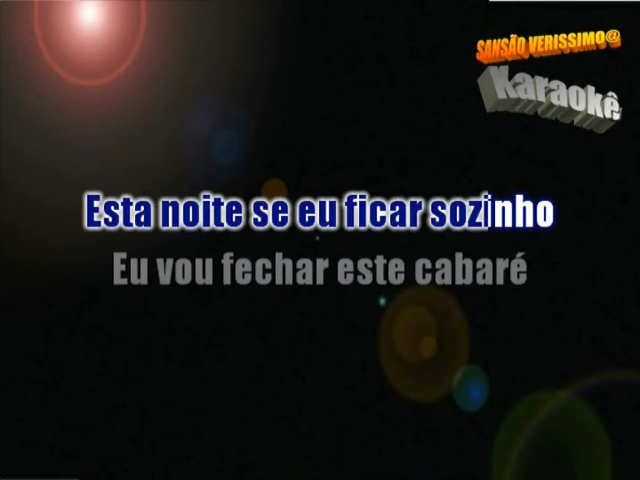 SANSÃO VERISSIMO@
Karaokê
Esta noite se eu ficar sozinho
Eu vou fechar este cabaré